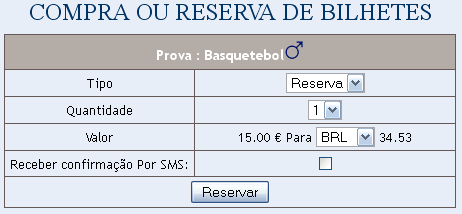 COMPRA OU RESERVA DE BILHETES
Prova : Basquetebol♂
Tipo Reserva
Quantidade 1
Valor 15.00 € Para BRL 34.53
Receber confirmação Por SMS:
Reservar